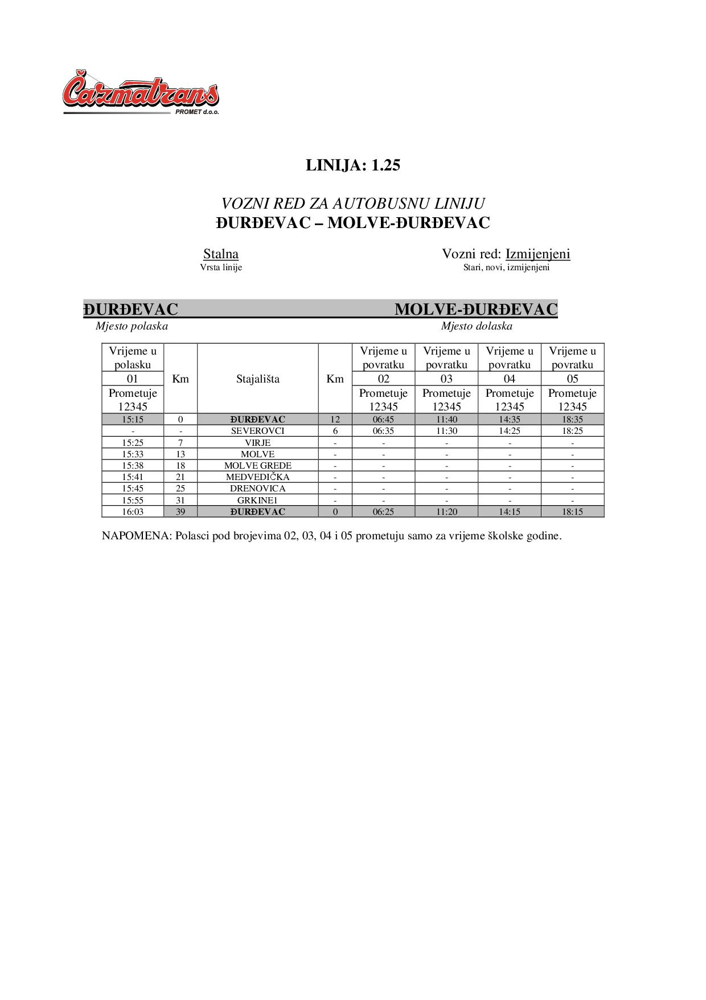 Čazmatrans
PROMET d.o.o.
LINIJA: 1.25
VOZNI RED ZA AUTOBUSNU LINIJU
ĐURĐEVAC – MOLVE-ĐURĐEVAC
Stalna Vozni red: Izmijenjeni
Vrsta linije Stari, novi, izmijenjeni
ĐURĐEVAC MOLVE-ĐURĐEVAC
Mjesto polaska Mjesto dolaska
Vrijeme u Vrijeme u Vrijeme u Vrijeme u Vrijeme u
polasku povratku povratku povratku povratku
01 Km Stajališta Km 02 03 04 05
Prometuje Prometuje Prometuje Prometuje Prometuje
12345 12345 12345 12345 12345
15:15 0 ĐURĐEVAC 12 06:45 11:40 14:35 18:35
- - SEVEROVCI 6 06:35 11:30 14:25 18:25
15:25 7 VIRJE - - - - -
15:33 13 MOLVE - - - - -
15:38 18 MOLVE GREDE - - - - -
15:41 21 MEDVEDIČKA - - - - -
15:45 25 DRENOVICA - - - - -
15:55 31 GRKINE1 - - - - -
16:03 39 ĐURĐEVAC 0 06:25 11:20 14:15 18:15
NAPOMENA: Polasci pod brojevima 02, 03, 04 i 05 prometuju samo za vrijeme školske godine.